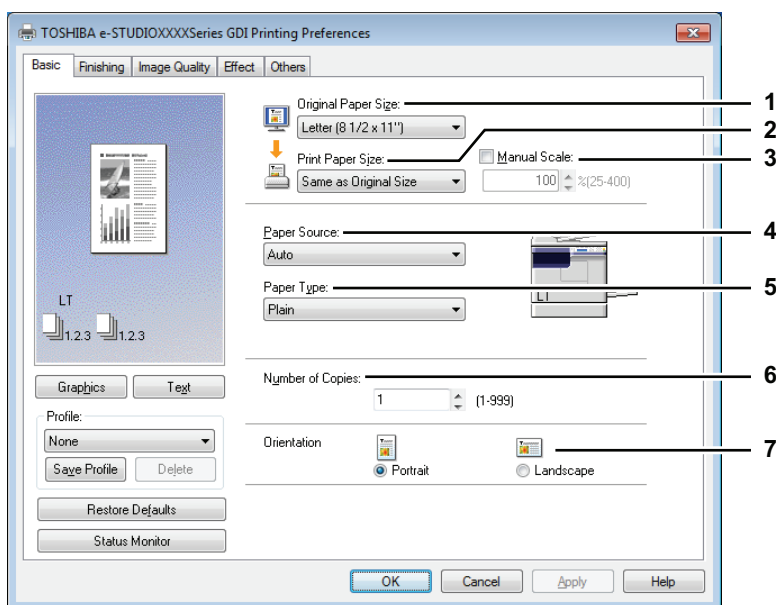 TOSHIBA e-STUDIOXXXXSeries GDI Printing Preferences
Basic Finishing Image Quality Effect Others
Original Paper Size: 1
Letter (8 1/2 x 11")
2
Print Paper Size: Manual Scale: 3
Same as Original Size 100 %(25-400)
Paper Source: 4
Auto
LT
Paper Type: 5
Plain
LT
1.2.3 1.2.3
Graphics Text
Number of Copies: 6
1 (1-999)
Profile:
None
Save Profile Delete
Orientation 7
Portrait Landscape
Restore Defaults
Status Monitor
OK Cancel Apply Help